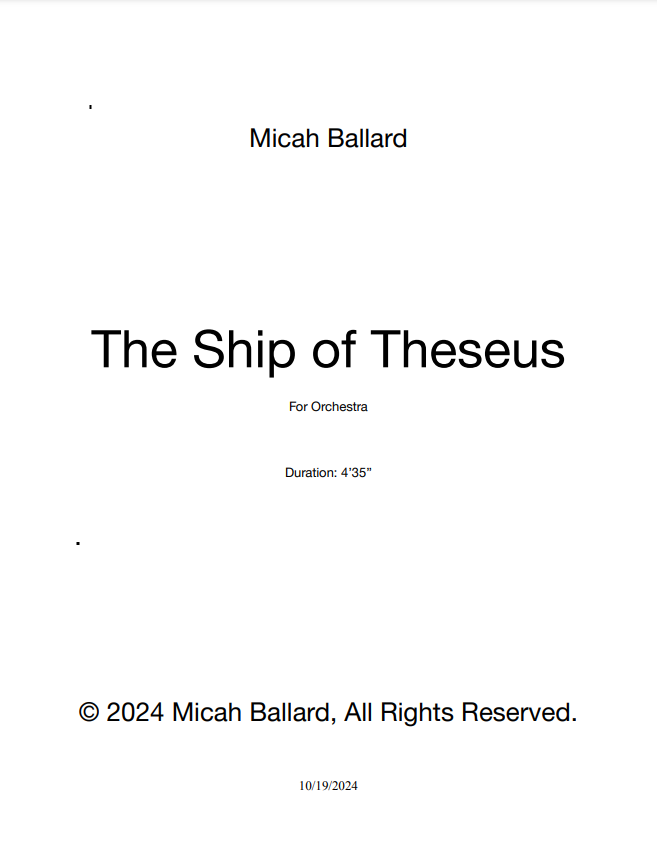 Micah Ballard
The Ship of Theseus
For Orchestra
Duration: 4’35”
© 2024 Micah Ballard, All Rights Reserved.
10/19/2024